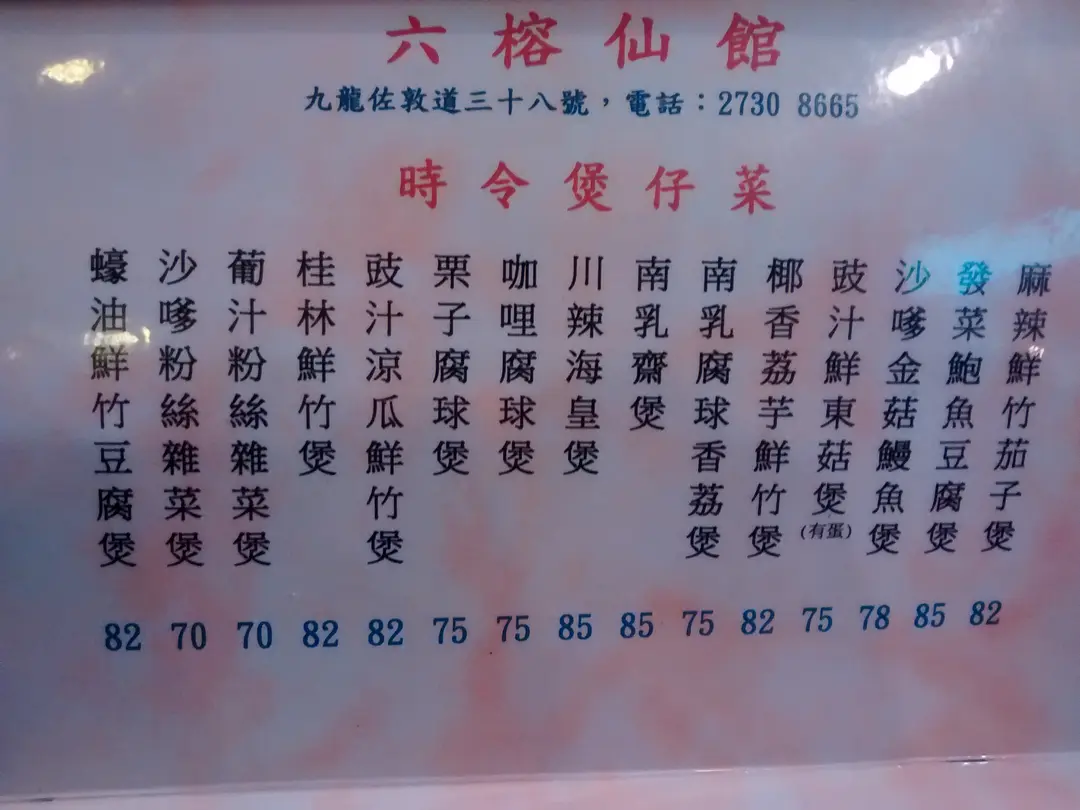 六榕仙館
九龍佐敦道三十八號，電話：2730 8665
時令煲仔菜
麻辣鮮竹茄子煲 82
發菜鮑魚豆腐煲 85
沙嗲金菇鰻魚煲 78
豉汁鮮東菇煲(有蛋) 75
椰香荔芋鮮竹煲 82
南乳腐球香荔煲 75
南乳齋煲 85
川辣海皇煲 85
咖哩腐球煲 75
栗子腐球煲 75
豉汁涼瓜鮮竹煲 82
桂林鮮竹煲 82
葡汁粉絲雜菜煲 70
沙嗲粉絲雜菜煲 70
蠔油鮮竹豆腐煲 82